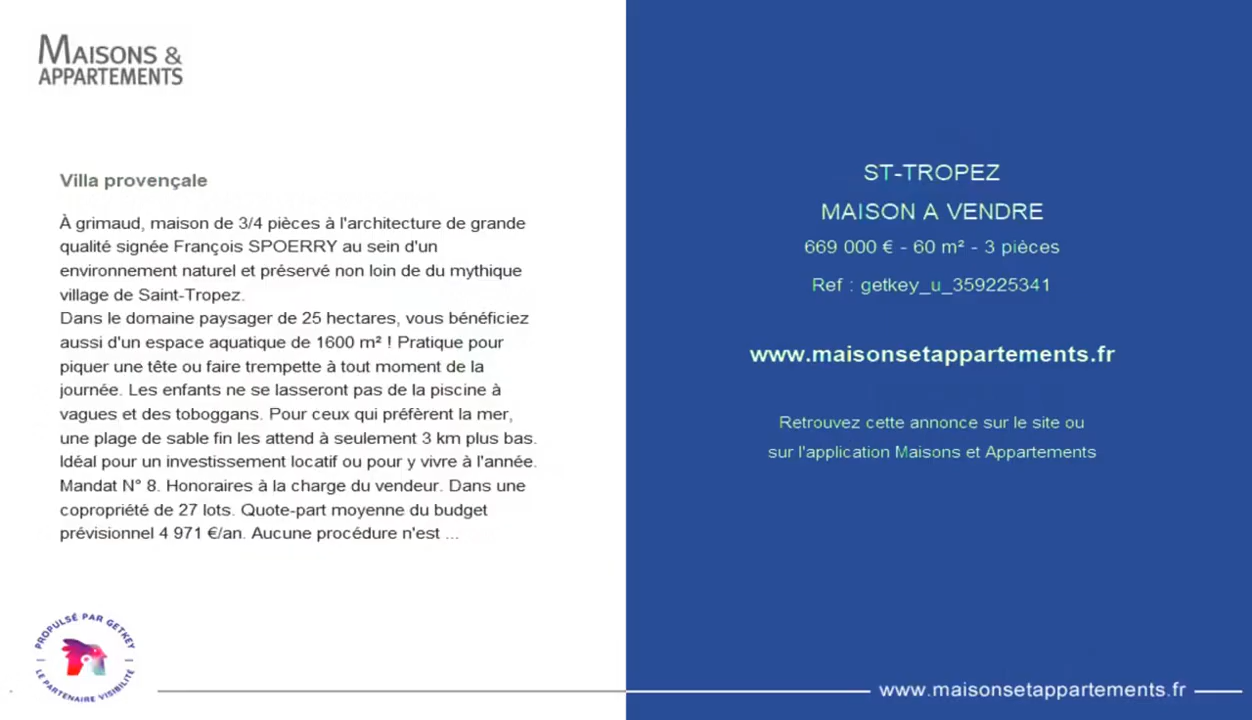 MAISONS &
APPARTEMENTS
Villa provençale
À grimaud, maison de 3/4 pièces à l'architecture de grande
qualité signée François SPOERRY au sein d'un
environnement naturel et préservé non loin de du mythique
village de Saint-Tropez.
Dans le domaine paysager de 25 hectares, vous bénéficiez
aussi d'un espace aquatique de 1600 m² ! Pratique pour
piquer une tête ou faire trempette à tout moment de la
journée. Les enfants ne se lasseront pas de la piscine à
vagues et des toboggans. Pour ceux qui préfèrent la mer,
une plage de sable fin les attend à seulement 3 km plus bas.
Idéal pour un investissement locatif ou pour y vivre à l'année.
Mandat N° 8. Honoraires à la charge du vendeur. Dans une
copropriété de 27 lots. Quote-part moyenne du budget
prévisionnel 4 971 €/an. Aucune procédure n'est ...
PROPULSÉ PAR GETKEY
LE PARTENAIRE VISIBILITÉ
ST-TROPEZ
MAISON A VENDRE
669 000 € - 60 m² - 3 pièces
Ref : getkey_u_359225341
www.maisonsetappartements.fr
Retrouvez cette annonce sur le site ou
sur l'application Maisons et Appartements
www.maisonsetappartements.fr